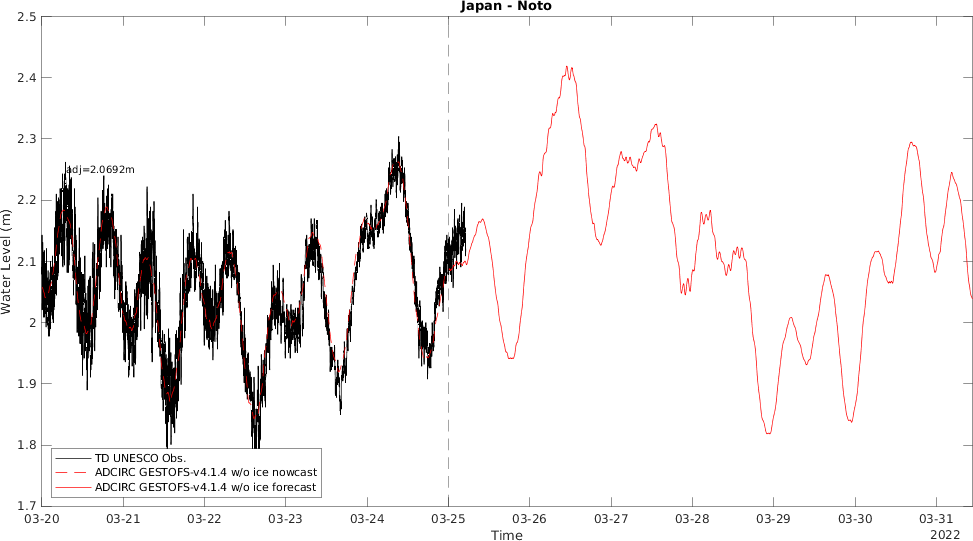 Japan - Noto
2.5
2.4
2.3
2.2
2.1
2
1.9
1.8
1.7
Water Level (m)
adj=2.0692m
TD UNESCO Obs.
ADCIRC GESTOFS-v4.1.4 w/o ice nowcast
ADCIRC GESTOFS-v4.1.4 w/o ice forecast
03-20 03-21 03-22 03-23 03-24 03-25 03-26 03-27 03-28 03-29 03-30 03-31
Time
2022